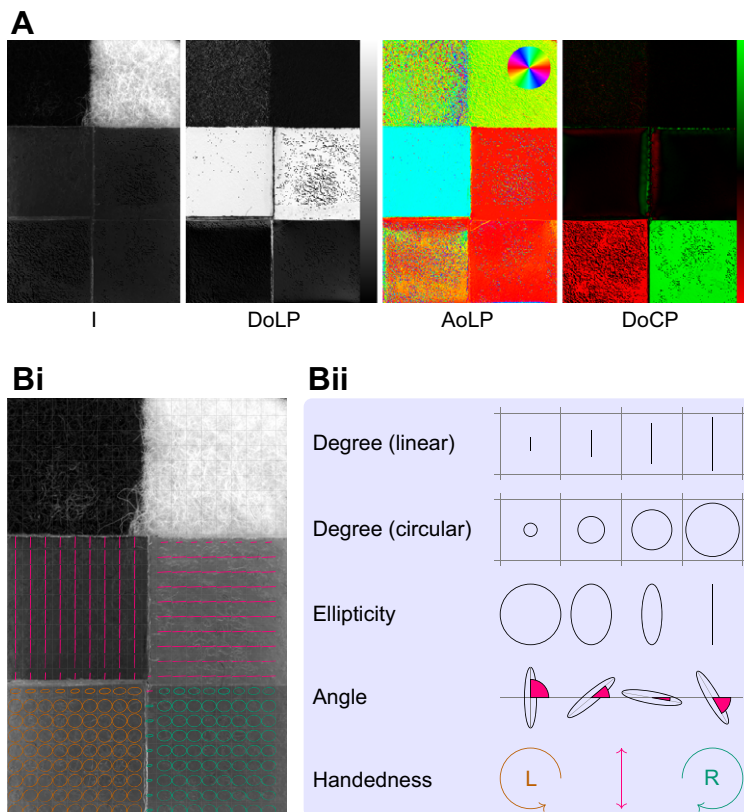 A
I DoLP AoLP DoCP
Bi Bii
Degree (linear)
Degree (circular)
Ellipticity
Angle
Handedness L R